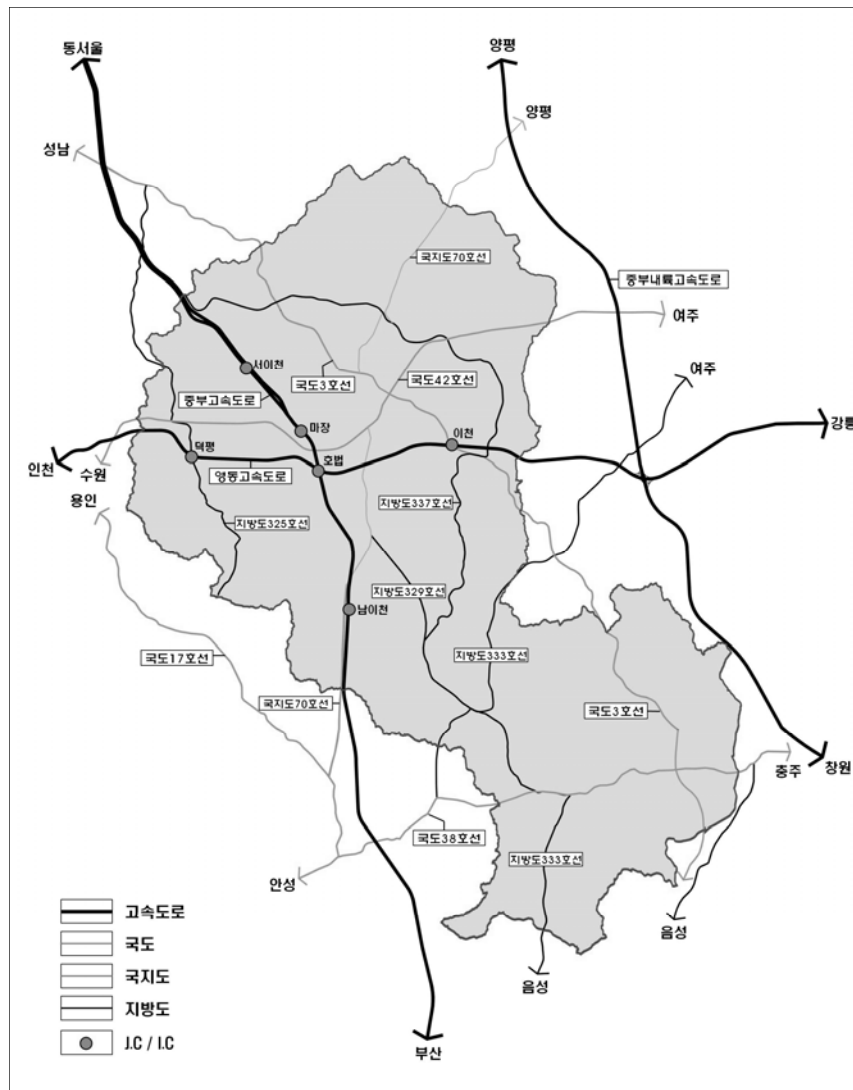 동서울
양평
성남
양평
국지도70호선
중부내륙고속도로
여주
서이천
국도3호선
국도42호선
여주
중부고속도로
마장
이천
강릉
덕평
호법
인천
수원
영동고속도로
용인
지방도337호선
지방도325호선
지방도329호선
남이천
국도17호선
지방도333호선
국지도70호선
국도3호선
충주
창원
국도38호선
지방도333호선
안성
고속도로
국도
음성
국지도
음성
지방도
J.C / I.C
부산